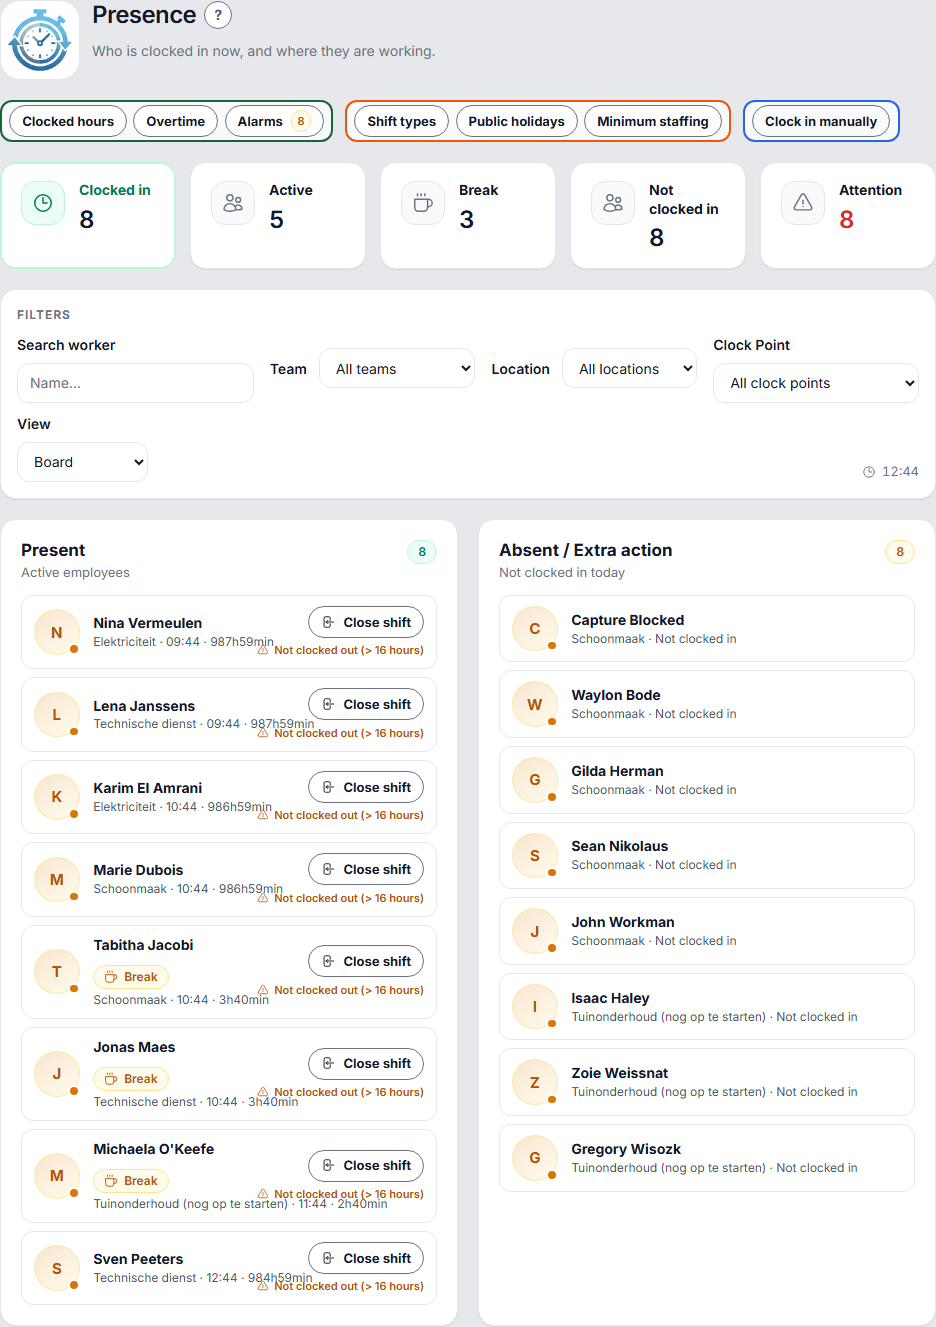 Presence ?
Who is clocked in now, and where they are working.
Clocked hours Overtime Alarms 8 Shift types Public holidays Minimum staffing Clock in manually
Clocked in
8
Active
5
Break
3
Not
clocked in
8
Attention
8
FILTERS
Search worker
Name...
Team All teams
Location All locations
Clock Point
All clock points
View
Board
12:44
Present 8
Active employees
N Nina Vermeulen Close shift
Elektriciteit · 09:44 · 987h59min
Not clocked out (> 16 hours)
L Lena Janssens Close shift
Technische dienst · 09:44 · 987h59min
Not clocked out (> 16 hours)
K Karim El Amrani Close shift
Elektriciteit · 10:44 · 986h59min
Not clocked out (> 16 hours)
M Marie Dubois Close shift
Schoonmaak · 10:44 · 986h59min
Not clocked out (> 16 hours)
T Tabitha Jacobi Close shift
Break
Not clocked out (> 16 hours)
Schoonmaak · 10:44 · 3h40min
J Jonas Maes Close shift
Break
Not clocked out (> 16 hours)
Technische dienst · 10:44 · 3h40min
M Michaela O'Keefe Close shift
Break
Not clocked out (> 16 hours)
Tuinonderhoud (nog op te starten) · 11:44 · 2h40min
S Sven Peeters Close shift
Technische dienst · 12:44 · 984h59min
Not clocked out (> 16 hours)
Absent / Extra action 8
Not clocked in today
C Capture Blocked
Schoonmaak · Not clocked in
W Waylon Bode
Schoonmaak · Not clocked in
G Gilda Herman
Schoonmaak · Not clocked in
S Sean Nikolaus
Schoonmaak · Not clocked in
J John Workman
Schoonmaak · Not clocked in
I Isaac Haley
Tuinonderhoud (nog op te starten) · Not clocked in
Z Zoie Weissnat
Tuinonderhoud (nog op te starten) · Not clocked in
G Gregory Wisozk
Tuinonderhoud (nog op te starten) · Not clocked in